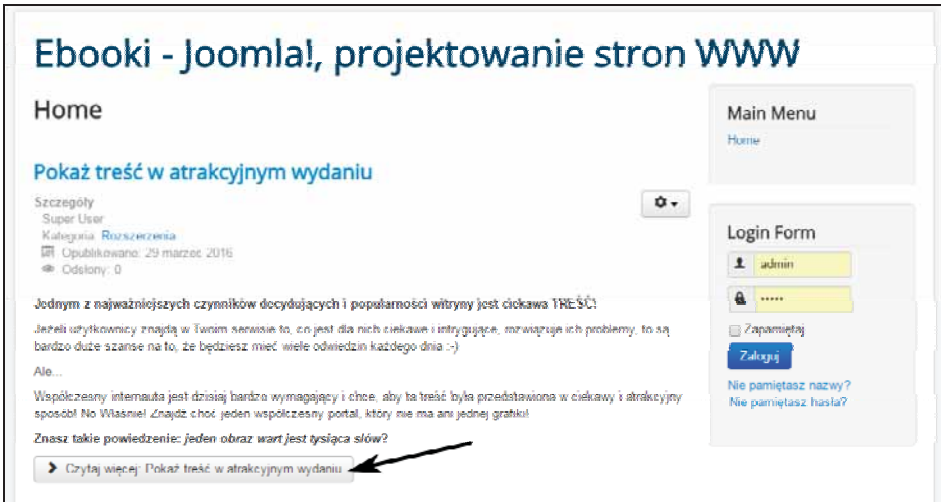 Ebooki - Joomla!, projektowanie stron WWW
Home
Pokaż treść w atrakcyjnym wydaniu
Szczegóły
Super User
Kategoria: Rozszerzenia
Opublikowano: 29 marzec 2016
Odsłony: 0
Jednym z najważniejszych czynników decydujących i popularności witryny jest ciekawa TREŚĆ!
Jeżeli użytkownicy znajdą w Twoim serwisie to, co jest dla nich ciekawe i intrygujące, rozwiązuje ich problemy, to są
bardzo duże szanse na to, że będziesz mieć wiele odwiedzin każdego dnia :-)
Ale...
Współczesny internauta jest dzisiaj bardzo wymagający i chce, aby ta treść była przedstawiona w ciekawy i atrakcyjny
sposób! No Właśnie! Znajdź choć jeden współczesny portal, który nie ma ani jednej grafiki!
Znasz takie powiedzenie: jeden obraz wart jest tysiąca słów?
Czytaj więcej: Pokaż treść w atrakcyjnym wydaniu
Main Menu
Home
Login Form
admin
•••••
Zapamiętaj
Zaloguj
Nie pamiętasz nazwy?
Nie pamiętasz hasła?